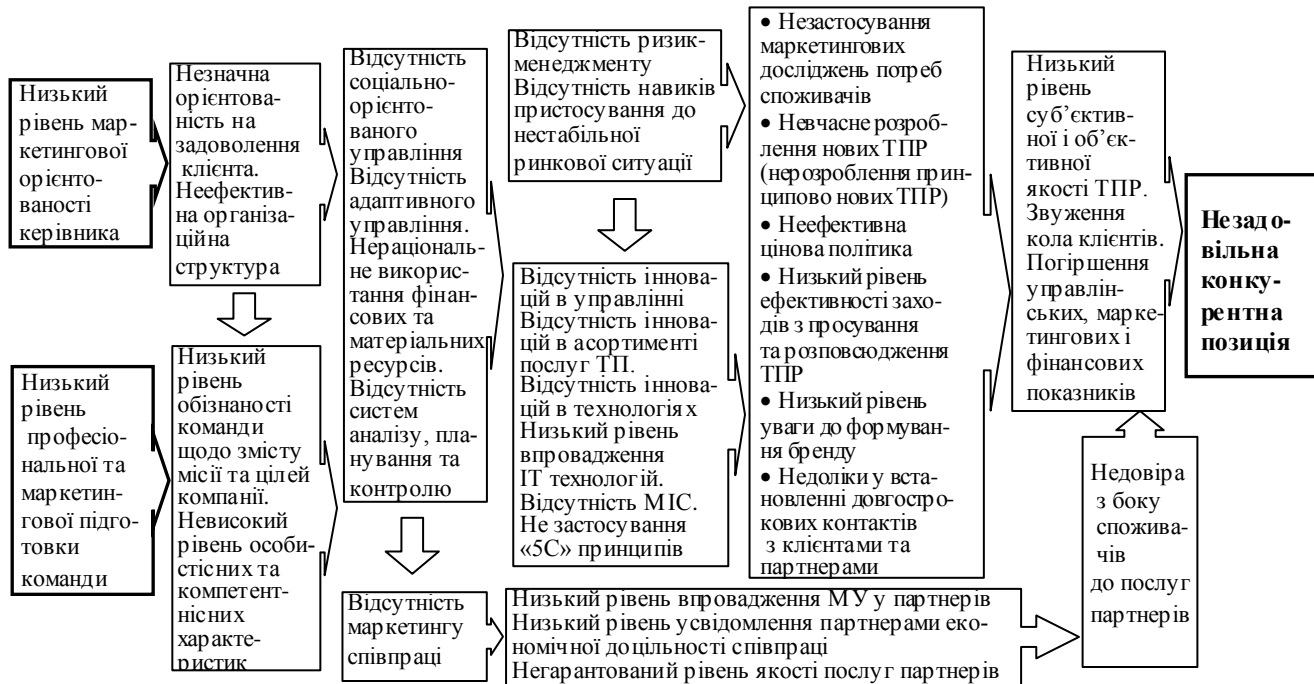 Низький
рівень мар-
кетингової
орієнто-
ваності
керівника
Низький
рівень
професіо-
нальної та
маркетин-
гової підго-
товки
команди
Незначна
орієнтова-
ність на
задоволення
клієнта.
Неефектив-
на організа-
ційна
структура
Низький
рівень
обізнаності
команди
щодо змісту
місії та цілей
компанії.
Невисокий
рівень особи-
стісних та
компетент-
нісних
характе-
ристик
Відсутність
соціально-
орієнто-
ваного
управління
Відсутність
адаптивного
управління.
Нераціональ-
не викорис-
тання фінан-
сових та
матеріальних
ресурсів.
Відсутність
систем
аналізу, пла-
нування та
контролю
Відсутність
маркетингу
співпраці
Відсутність ризик-
менеджменту
Відсутність навиків
пристосування до
нестабільної
ринкової ситуації
Відсутність іннова-
цій в управлінні
Відсутність іннова-
цій в асортименті
послуг ТП.
Відсутність іннова-
цій в технологіях
Низький рівень
впровадження
ІТ технологій.
Відсутність МІС.
Не застосування
«5С» принципів
Низький рівень впровадження МУ у партнерів
Низький рівень усвідомлення партнерами еко-
номічної доцільності співпраці
Негарантований рівень якості послуг партнерів
• Незастосування
маркетингових
досліджень потреб
споживачів
• Невчасне розроб-
лення нових ТПР
(нерозроблення прин-
ципово нових ТПР)
• Неефективна
цінова політика
• Низький рівень
ефективності захо-
дів з просування
та розповсюдження
ТПР
• Низький рівень
уваги до формуван-
ня бренду
• Недоліки у вста-
новленні довгостро-
кових контактів
з клієнтами та
партнерами
Низький
рівень
суб’єктив-
ної і об’єк-
тивної
якості ТПР.
Звуження
кола клієнтів.
Погіршення
управлін-
ських, марке-
тингових і
фінансових
показників
Недовіра
з боку
спожива-
чів
до послуг
партнерів
Незадо-
вільна
конку-
рентна
позиція